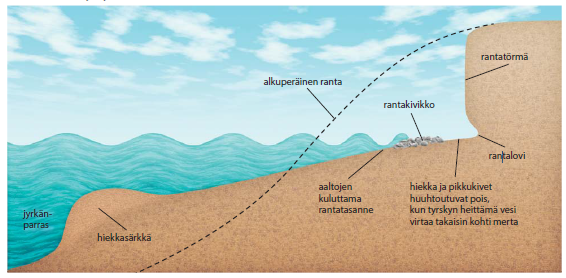 rantatörmä
alkuperäinen ranta
rantakivikko
rantalovi
aaltojen
kuluttama
rantatasanne
hiekka ja pikkukivet
huuhtoutuvat pois,
kun tyrskyn heittämä vesi
virtaa takaisin kohti merta
jyrkän-
parras
hiekkasärkkä